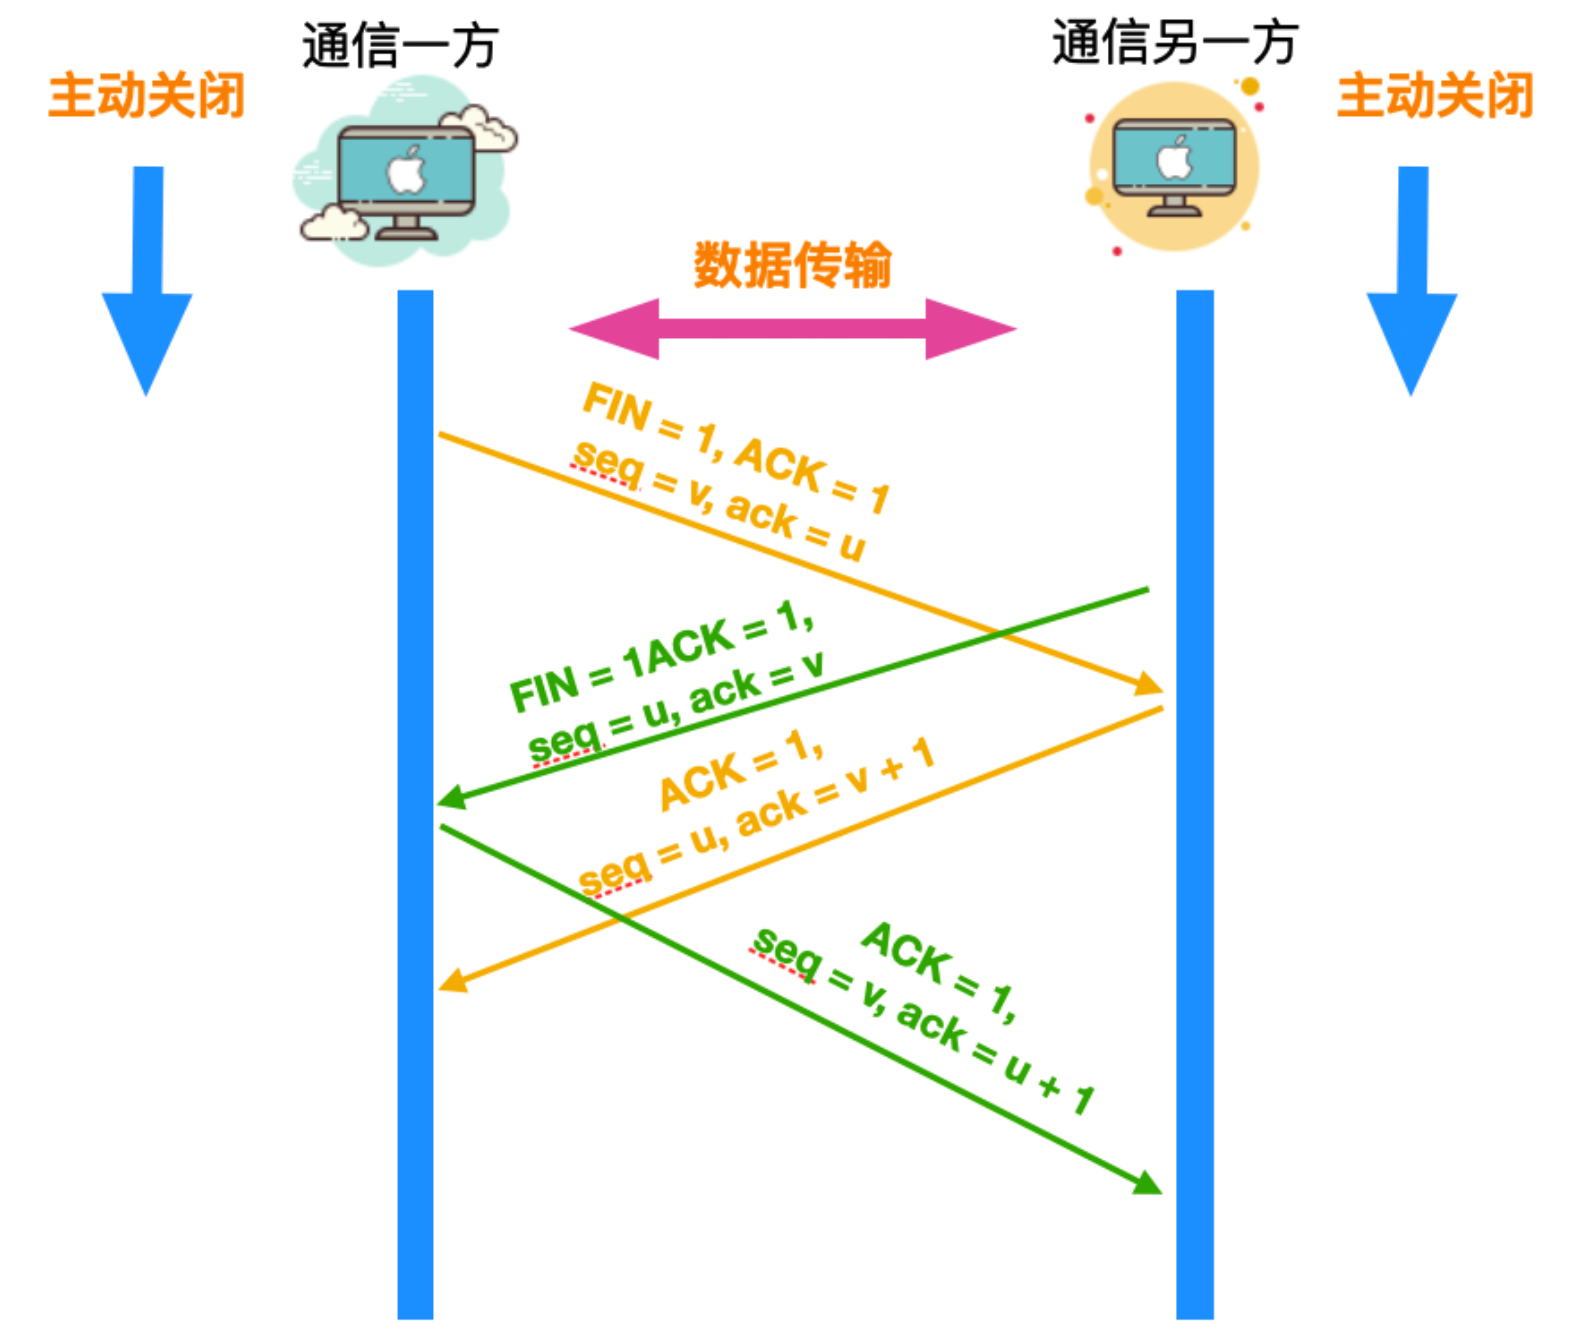 通信一方
通信另一方
主动关闭
主动关闭
数据传输
FIN = 1, ACK = 1
seq = v, ack = u
FIN = 1ACK = 1,
seq = u, ack = v
ACK = 1,
seq = u, ack = v + 1
ACK = 1,
seq = v, ack = u + 1